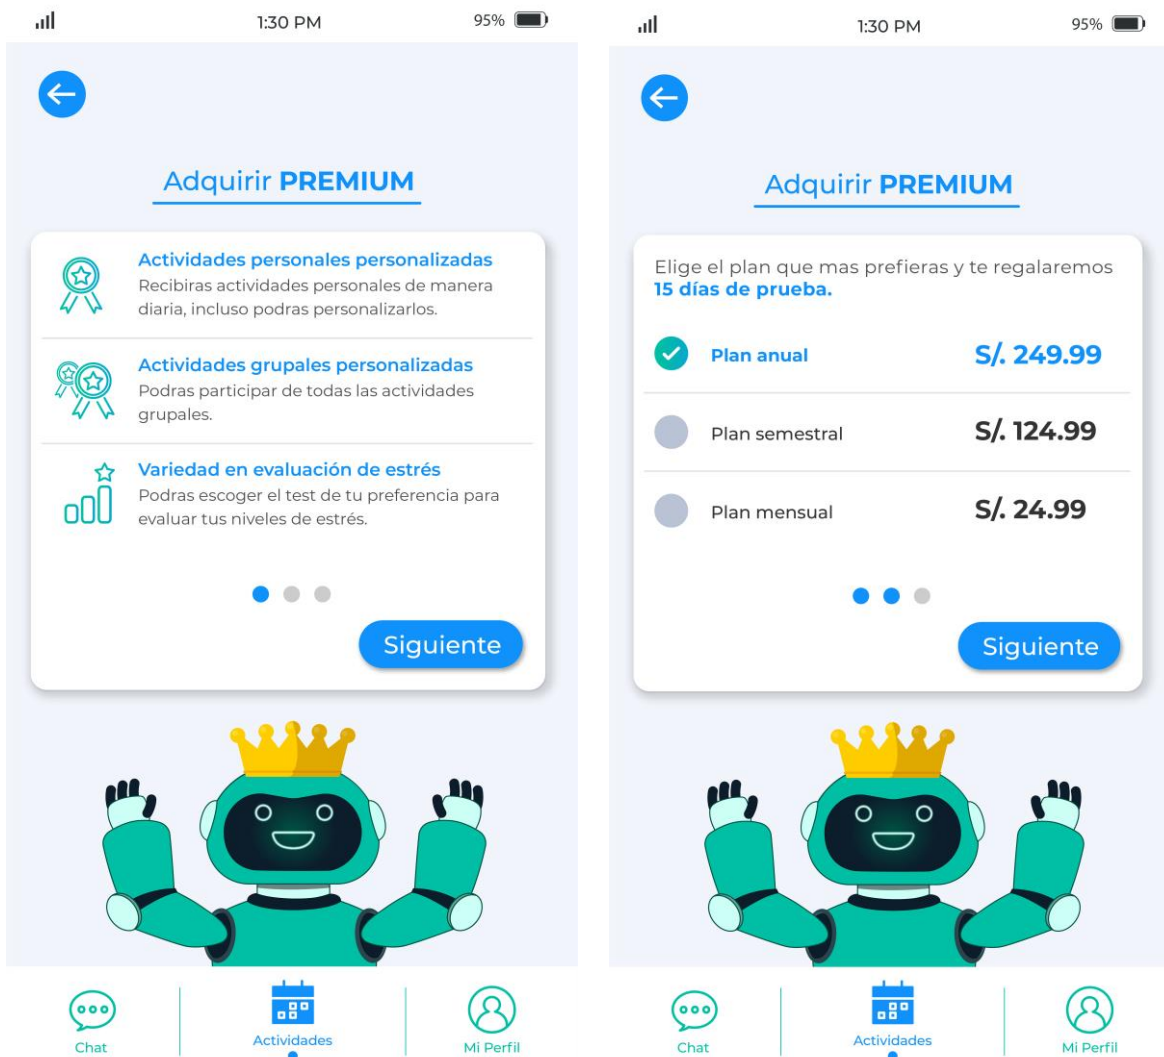 1:30 PM
95%
Adquirir PREMIUM
Actividades personales personalizadas
Recibiras actividades personales de manera
diaria, incluso podras personalizarlos.
Actividades grupales personalizadas
Podras participar de todas las actividades
grupales.
Variedad en evaluación de estrés
Podras escoger el test de tu preferencia para
evaluar tus niveles de estrés.
Siguiente
Chat
Actividades
Mi Perfil
1:30 PM
95%
Adquirir PREMIUM
Elige el plan que mas prefieras y te regalaremos
15 días de prueba.
Plan anual S/. 249.99
Plan semestral S/. 124.99
Plan mensual S/. 24.99
Siguiente
Chat
Actividades
Mi Perfil